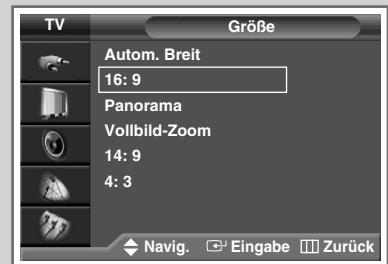 TV Größe
Autom. Breit
16: 9
Panorama
Vollbild-Zoom
14: 9
4: 3
Navig. Eingabe Zurück